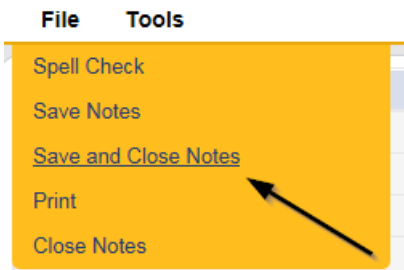 File Tools
Spell Check
Save Notes
Save and Close Notes
Print
Close Notes